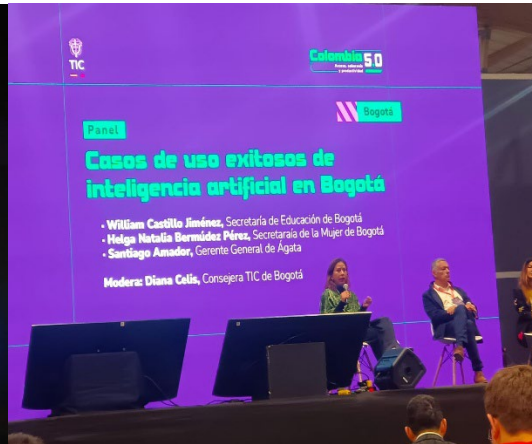 TIC
Colombia 5.0
Bogotá
Panel
Casos de uso exitosos de
inteligencia artificial en Bogotá
- William Castillo Jiménez, Secretaría de Educación de Bogotá
- Helga Natalia Bermúdez Pérez, Secretaraía de la Mujer de Bogotá
- Santiago Amador, Gerente General de Ágata
Modera: Diana Celis, Consejera TIC de Bogotá